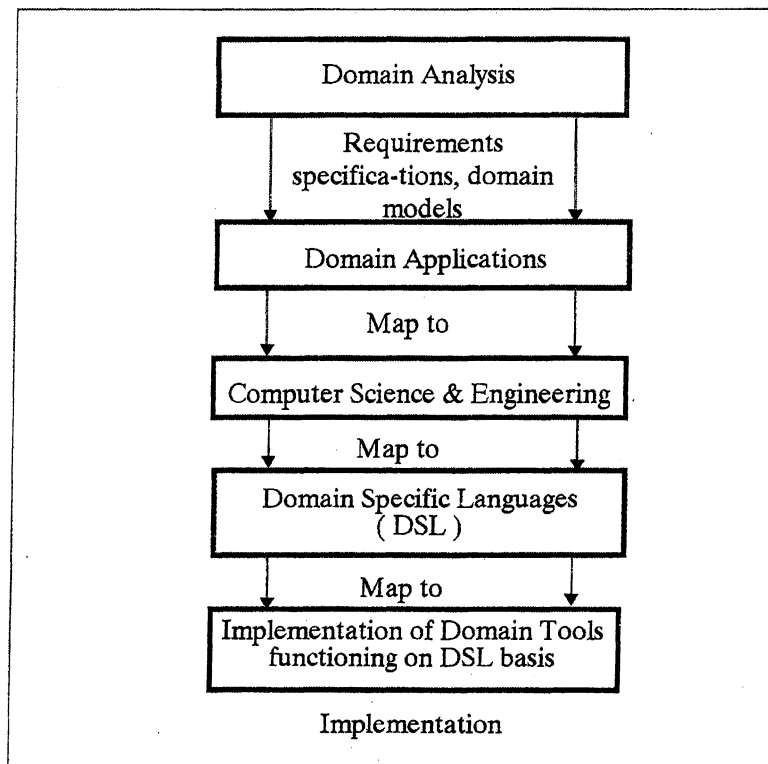 Domain Analysis
Requirements
specifica-tions, domain
models
Domain Applications
Map to
Computer Science & Engineering
Map to
Domain Specific Languages
( DSL )
Map to
Implementation of Domain Tools
functioning on DSL basis
Implementation